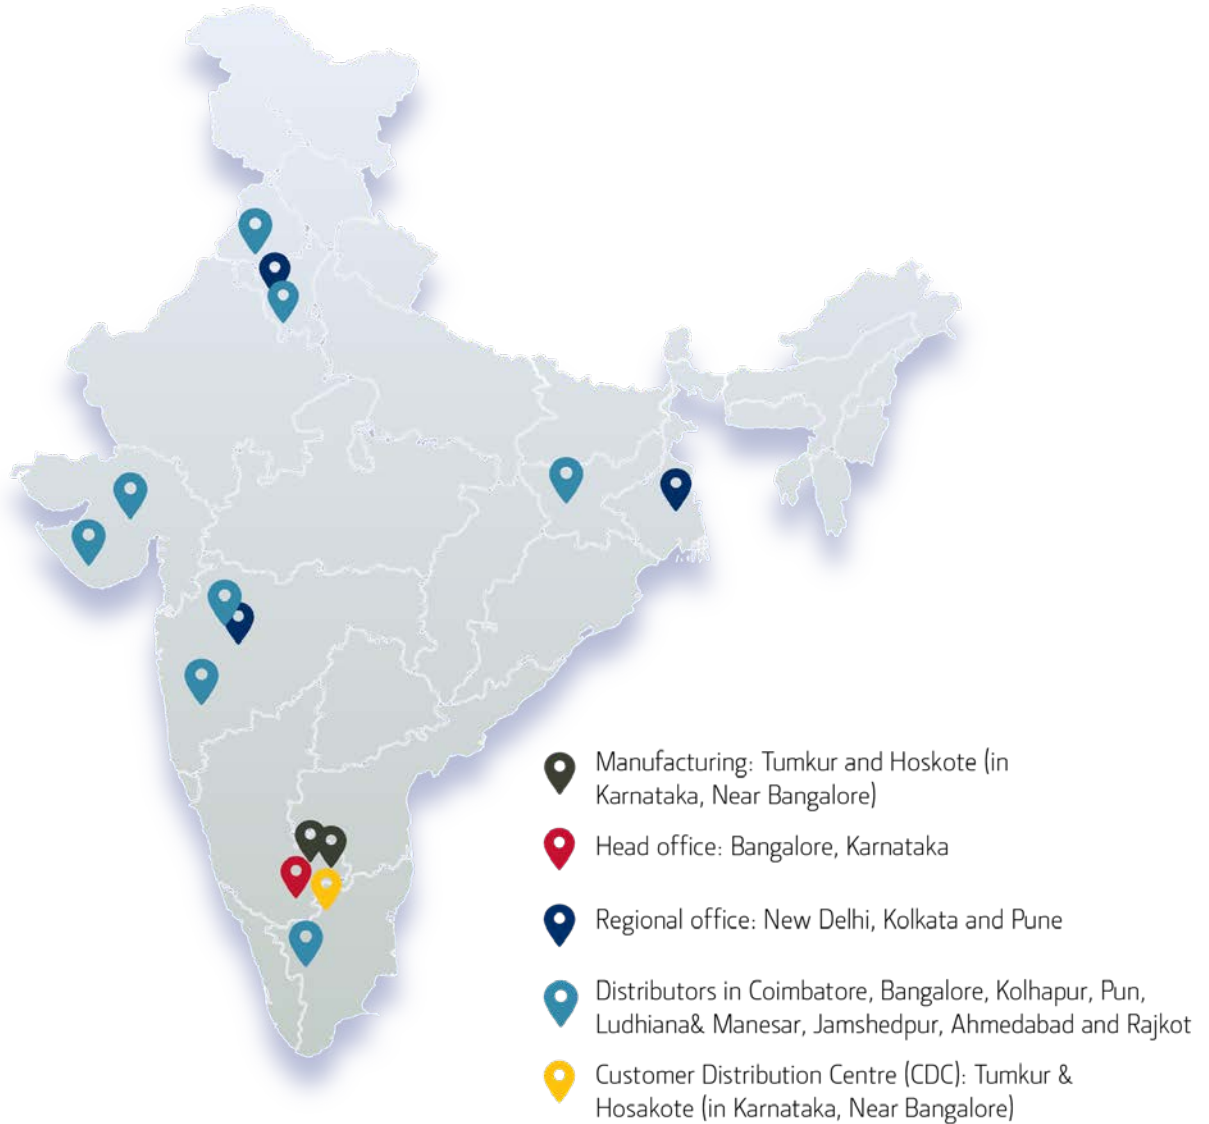 Manufacturing: Tumkur and Hoskote (in
Karnataka, Near Bangalore)
Head office: Bangalore, Karnataka
Regional office: New Delhi, Kolkata and Pune
Distributors in Coimbatore, Bangalore, Kolhapur, Pun,
Ludhiana& Manesar, Jamshedpur, Ahmedabad and Rajkot
Customer Distribution Centre (CDC): Tumkur &
Hosakote (in Karnataka, Near Bangalore)